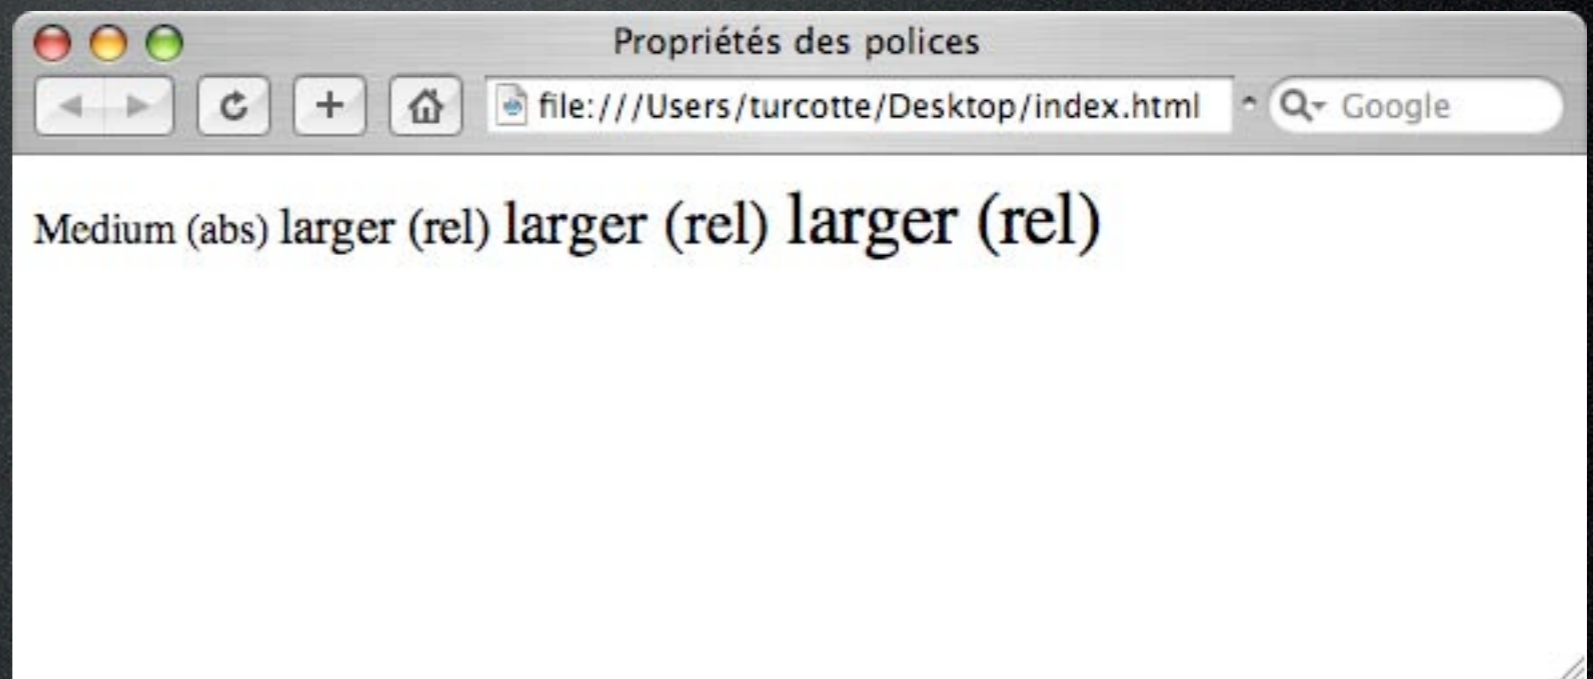 Propriétés des polices
file:///Users/turcotte/Desktop/index.html Google
Medium (abs) larger (rel) larger (rel) larger (rel)